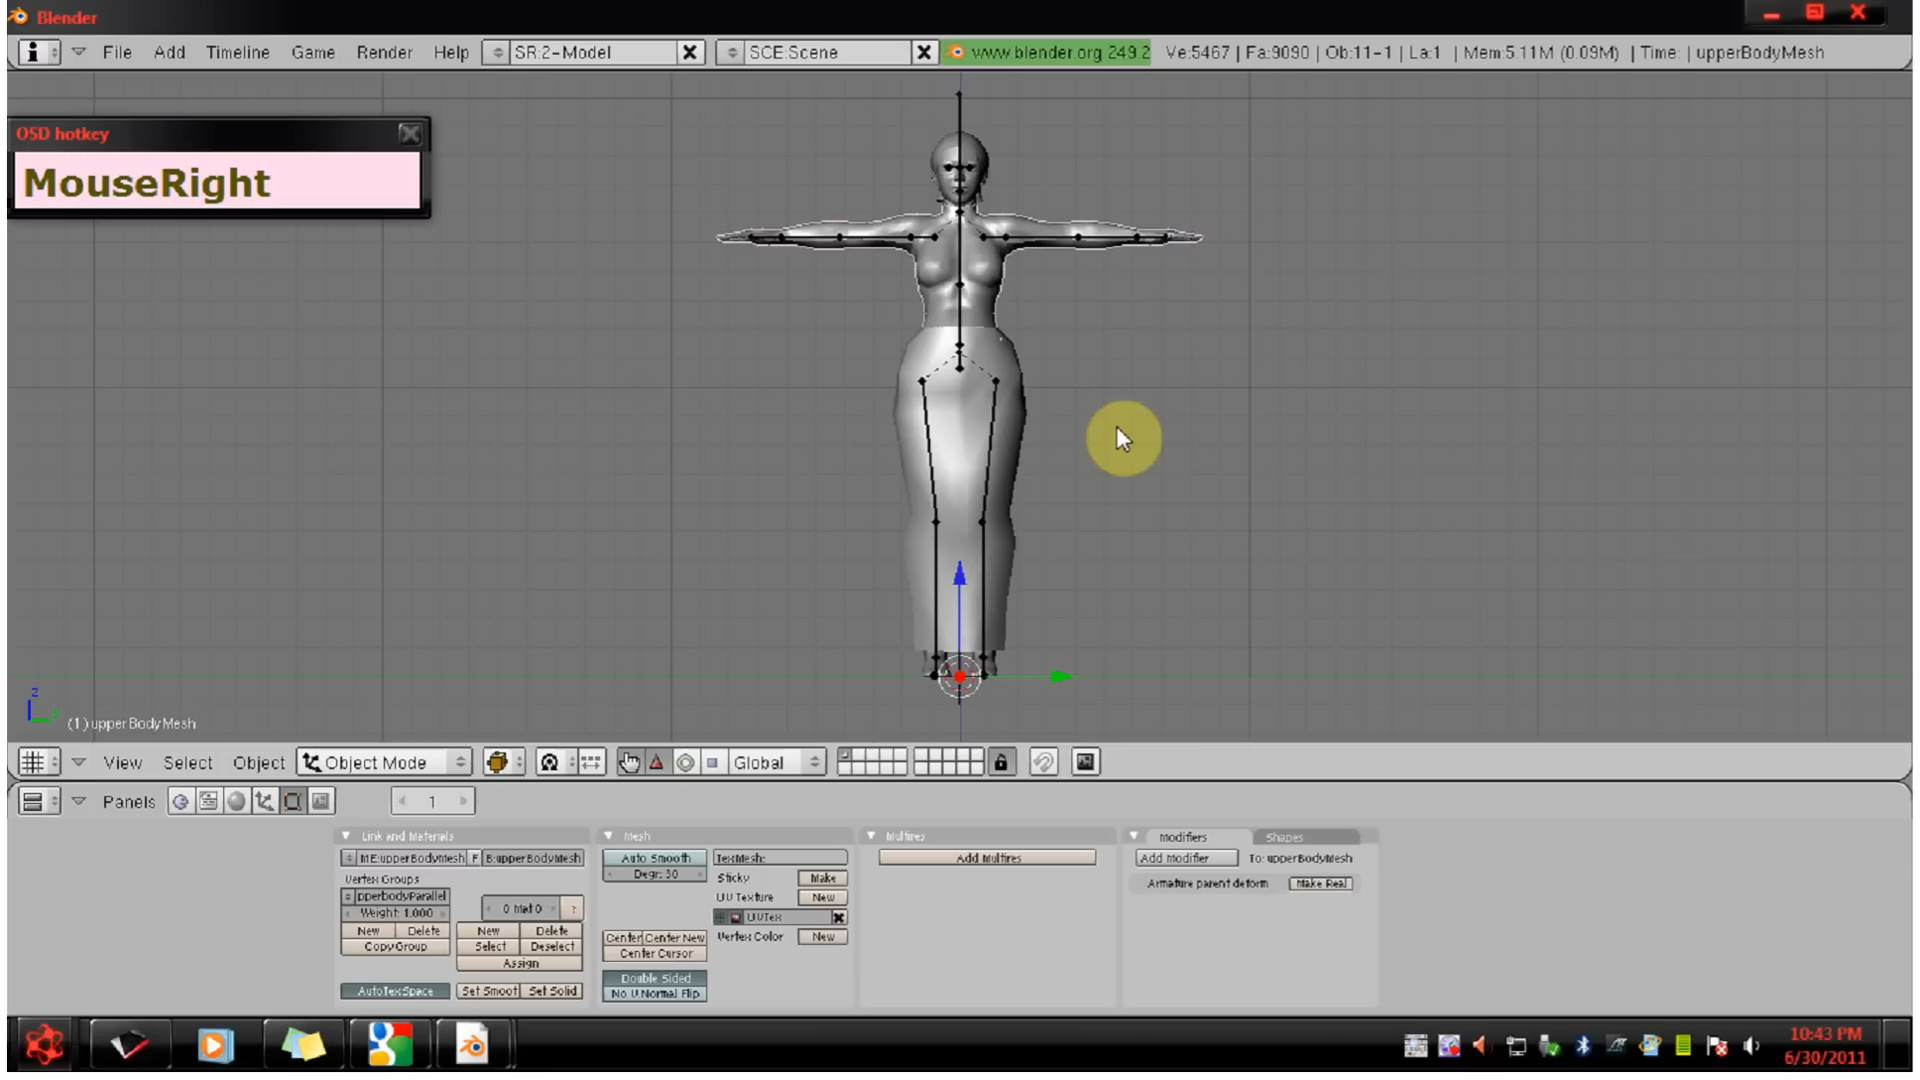 Blender
File Add Timeline Game Render Help SR:2-Model SCE:Scene www.blender.org 249.2 Ve:5467 | Fa:9090 | Ob:11-1 | La:1 | Mem:5.11M (0.09M) | Time: | upperBodyMesh
OSD hotkey
MouseRight
z
(1) upperBodyMesh
View Select Object Object Mode Global
Panels 1
Link and Materials Mesh Multires Modifiers Shapes
ME:upperBodyMesh F B:upperBodyMesh Auto Smooth TexMesh: Add Multires Add Modifier To: upperBodyMesh
Vertex Groups Degr: 30 Sticky Make Armature parent deform Make Real
pperbodyParallel UV Texture New
Weight: 1.000 0 Mat 0 ? UVTex
New Delete New Delete Center Center New Vertex Color New
Copy Group Select Deselect Center Cursor
Assign
AutoTexSpace Set Smoot Set Solid Double Sided
No V.Normal Flip
10:43 PM
6/30/2011